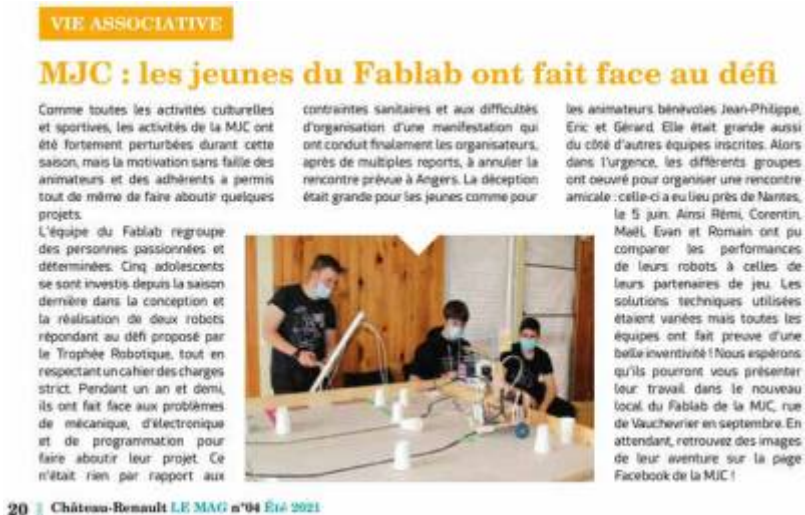 VIE ASSOCIATIVE
MJC : les jeunes du Fablab ont fait face au défi
Comme toutes les activités culturelles
et sportives, les activités de la MJC ont
été fortement perturbées durant cette
saison, mais la motivation sans faille des
animateurs et des adhérents a permis
tout de même de faire aboutir quelques
projets.
L'équipe du Fablab regroupe
des personnes passionnées et
déterminées. Cinq adolescents
se sont investis depuis la saison
dernière dans la conception et
la réalisation de deux robots
répondant au défi proposé par
le Trophée Robotique, tout en
respectant un cahier des charges
strict. Pendant un an et demi,
ils ont fait face aux problèmes
de mécanique, d'électronique
et de programmation pour
faire aboutir leur projet. Ce
n'était rien par rapport aux
contraintes sanitaires et aux difficultés
d'organisation d'une manifestation qui
ont conduit finalement les organisateurs,
après de multiples reports, à annuler la
rencontre prévue à Angers. La déception
était grande pour les jeunes comme pour
les animateurs bénévoles Jean-Philippe,
Eric et Gérard. Elle était grande aussi
du côté d'autres équipes inscrites. Alors
dans l'urgence, les différents groupes
ont oeuvré pour organiser une rencontre
amicale : celle-ci a eu lieu près de Nantes,
le 5 juin. Ainsi Rémi, Corentin,
Maël, Evan et Romain ont pu
comparer les performances
de leurs robots à celles de
leurs partenaires de jeu. Les
solutions techniques utilisées
étaient variées mais toutes les
équipes ont fait preuve d'une
belle inventivité ! Nous espérons
qu'ils pourront vous présenter
leur travail dans le nouveau
local du Fablab de la MJC, rue
de Vauchevrier en septembre. En
attendant, retrouvez des images
de leur aventure sur la page
Facebook de la MJC !
20 | Château-Renault LE MAG n°04 Été 2021